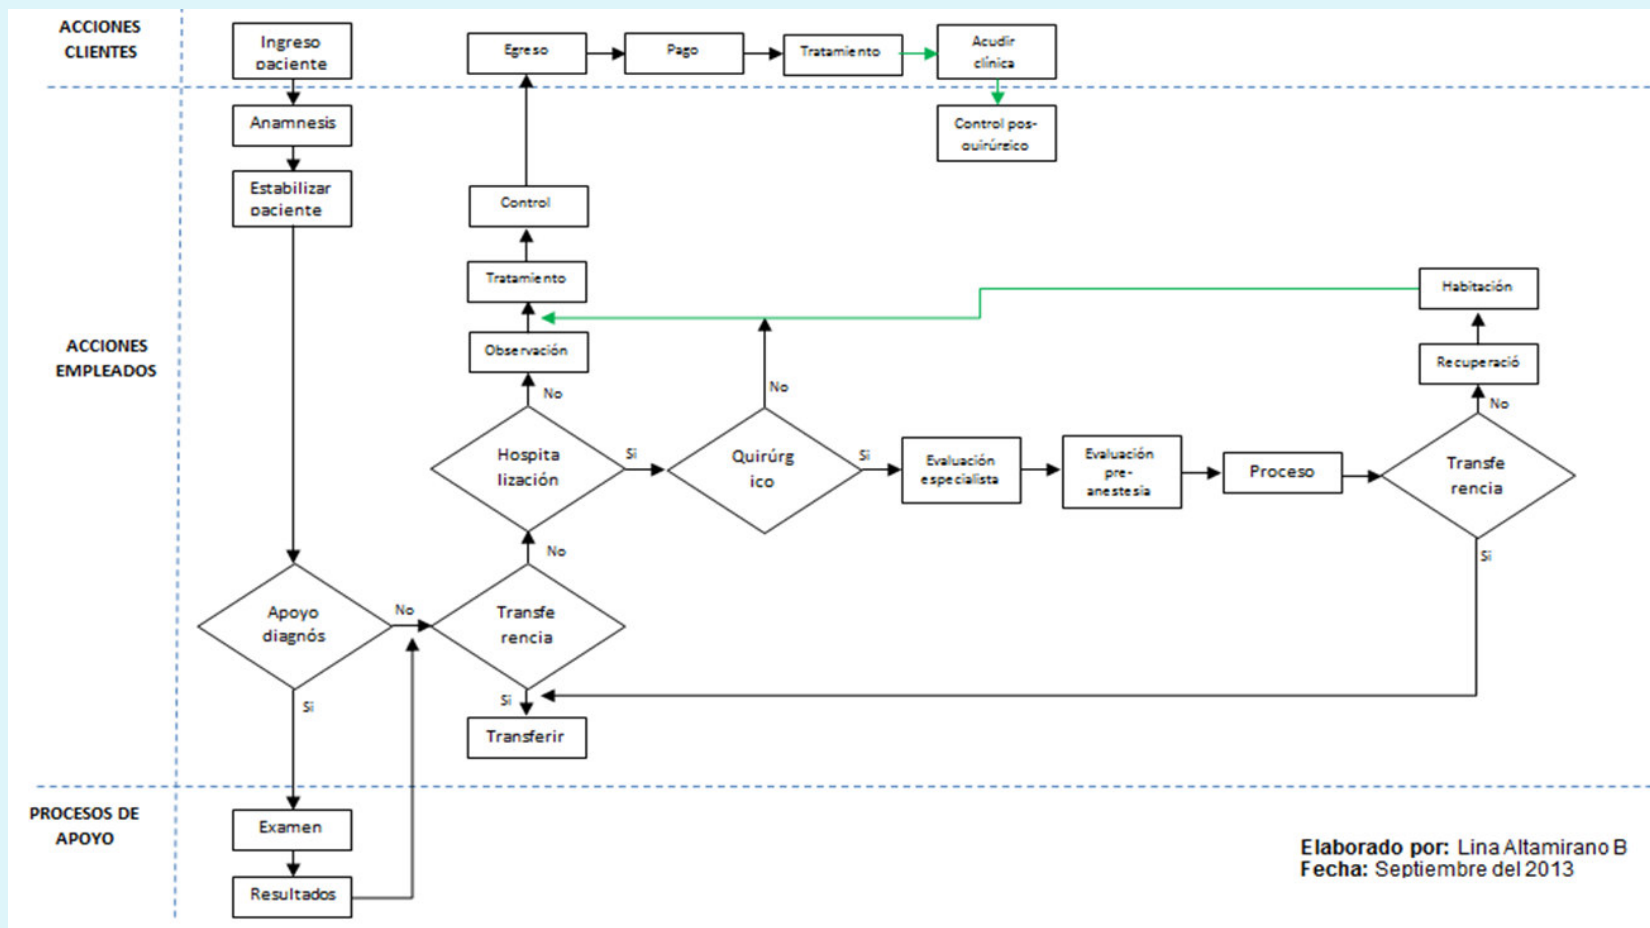 ACCIONES
CLIENTES
Ingreso
paciente
Egreso
Pago
Tratamiento
Acudir
clínica
Anamnesis
Control pos-
quirúrgico
Estabilizar
paciente
Control
Tratamiento
Habitación
ACCIONES
EMPLEADOS
Observación
Recuperació
No
No
No
Hospita
lización
Si
Quirúrg
ico
Si
Evaluación
especialista
Evaluación
pre-
anestesia
Proceso
Transfe
rencia
No
Si
Apoyo
diagnós
No
Transfe
rencia
Si
Si
Transferir
PROCESOS DE
APOYO
Examen
Resultados
Elaborado por: Lina Altamirano B
Fecha: Septiembre del 2013